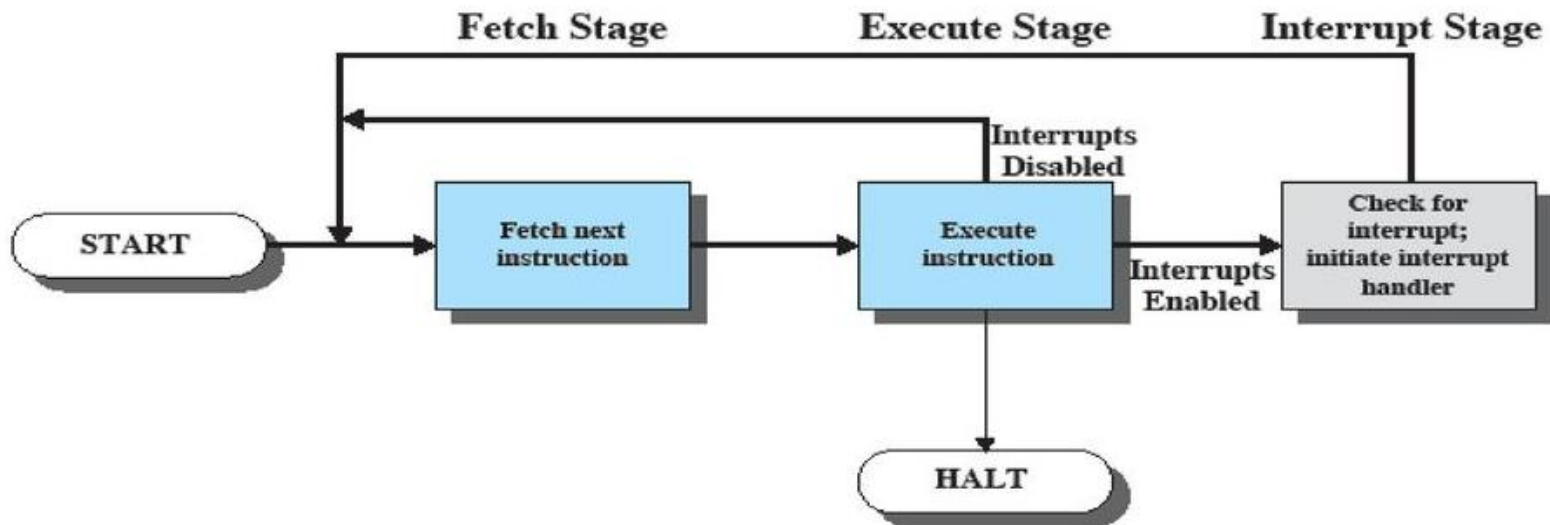 Fetch Stage
Execute Stage
Interrupt Stage
Interrupts
Disabled
START
Fetch next
instruction
Execute
instruction
Interrupts
Enabled
Check for
interrupt;
initiate interrupt
handler
HALT